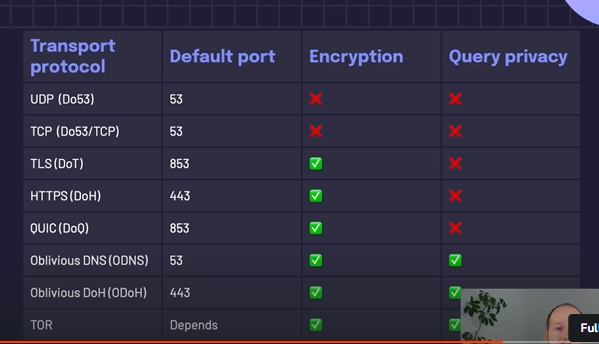 Transport protocol Default port Encryption Query privacy
UDP (Do53) 53 ❌ ❌
TCP (Do53/TCP) 53 ❌ ❌
TLS (DoT) 853 ✅ ❌
HTTPS (DoH) 443 ✅ ❌
QUIC (DoQ) 853 ✅ ❌
Oblivious DNS (ODNS) 53 ✅ ✅
Oblivious DoH (ODoH) 443 ✅ ✅
TOR Depends ✅ ✅